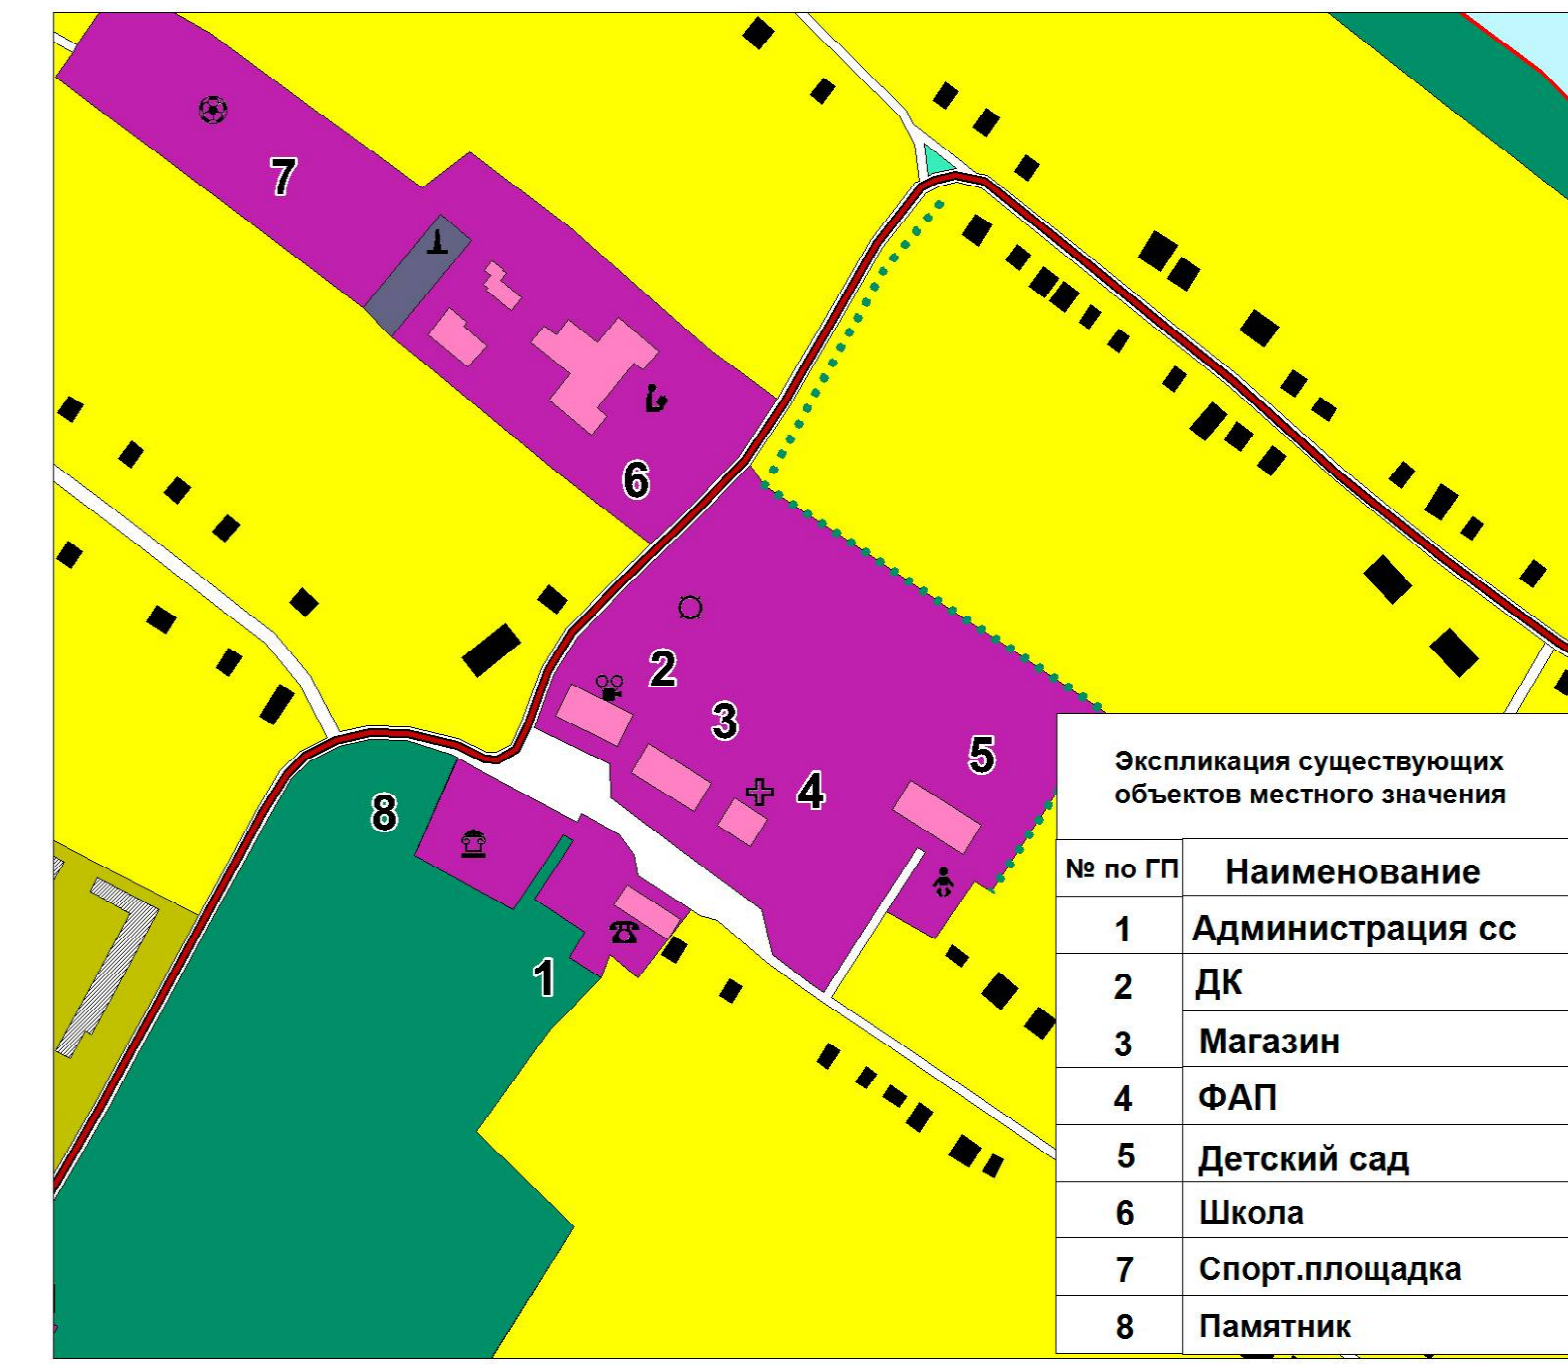 7
6
2
3
5
4
8
1
Экспликация существующих
объектов местного значения
№ по ГП Наименование
1 Администрация сс
2 ДК
3 Магазин
4 ФАП
5 Детский сад
6 Школа
7 Спорт.площадка
8 Памятник